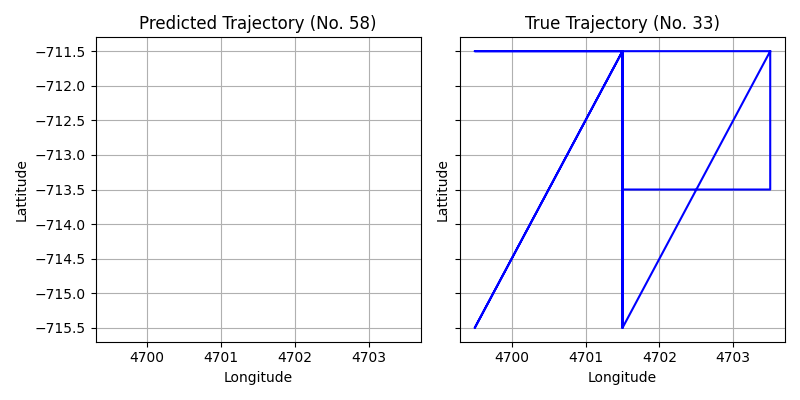 Predicted Trajectory (No. 58)
−711.5
−712.0
−712.5
−713.0
−713.5
−714.0
−714.5
−715.0
−715.5
Lattitude
4700
4701
4702
4703
Longitude
True Trajectory (No. 33)
Lattitude
4700
4701
4702
4703
Longitude